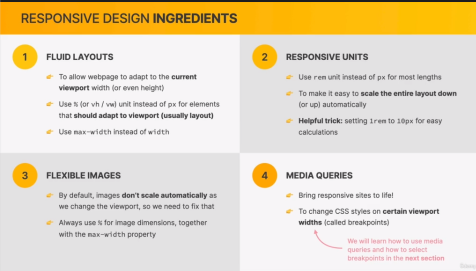 RESPONSIVE DESIGN INGREDIENTS
1 FLUID LAYOUTS
To allow webpage to adapt to the current
viewport width (or even height)
Use % (or vh / vw) unit instead of px for elements
that should adapt to viewport (usually layout)
Use max-width instead of width
2 RESPONSIVE UNITS
Use rem unit instead of px for most lengths
To make it easy to scale the entire layout down
(or up) automatically
Helpful trick: setting 1rem to 10px for easy
calculations
3 FLEXIBLE IMAGES
By default, images don't scale automatically as
we change the viewport, so we need to fix that
Always use % for image dimensions, together
with the max-width property
4 MEDIA QUERIES
Bring responsive sites to life!
To change CSS styles on certain viewport
widths (called breakpoints)
We will learn how to use media
queries and how to select
breakpoints in the next section